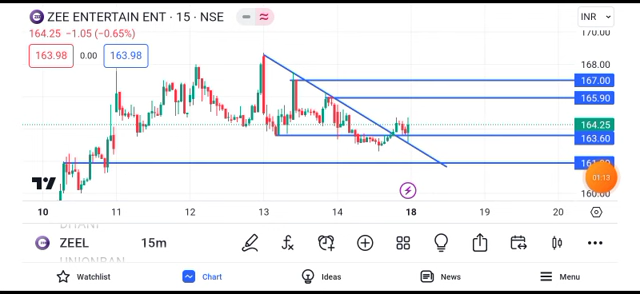 ZEE ENTERTAIN ENT · 15 · NSE
INR
164.25 −1.05 (−0.65%)
163.98 0.00 163.98
170.00
168.00
167.00
165.90
164.25
163.60
01:13
160.00
10 11 12 13 14 18 19 20
ZEEL 15m
UNIONBAN
Watchlist Chart Ideas News Menu